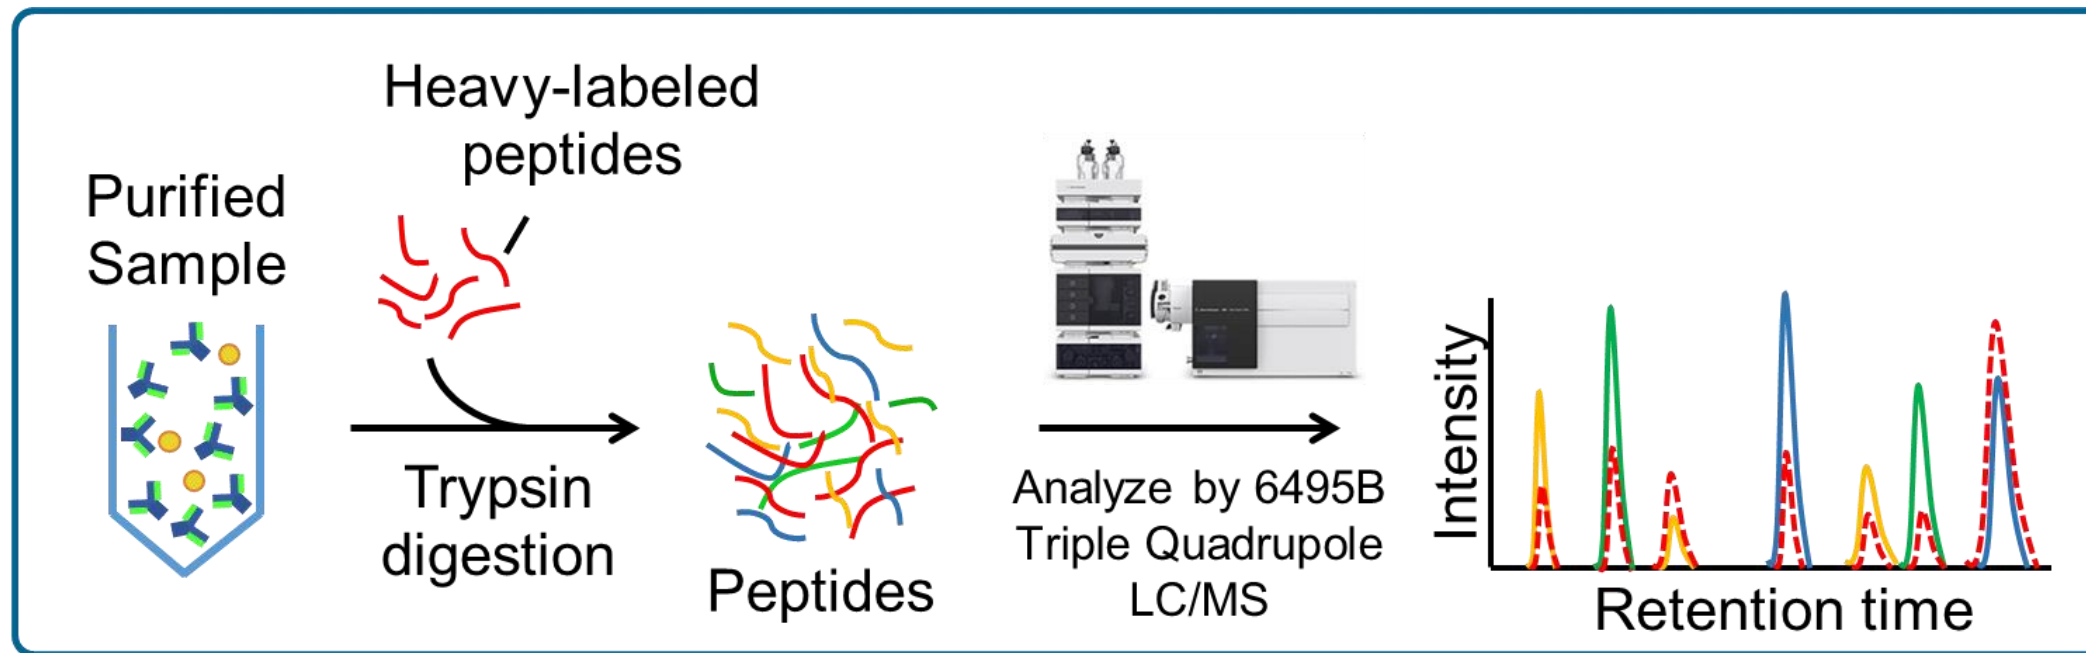 Heavy-labeled
peptides
Purified
Sample
Trypsin
digestion
Peptides
Analyze by 6495B
Triple Quadrupole
LC/MS
Intensity
Retention time